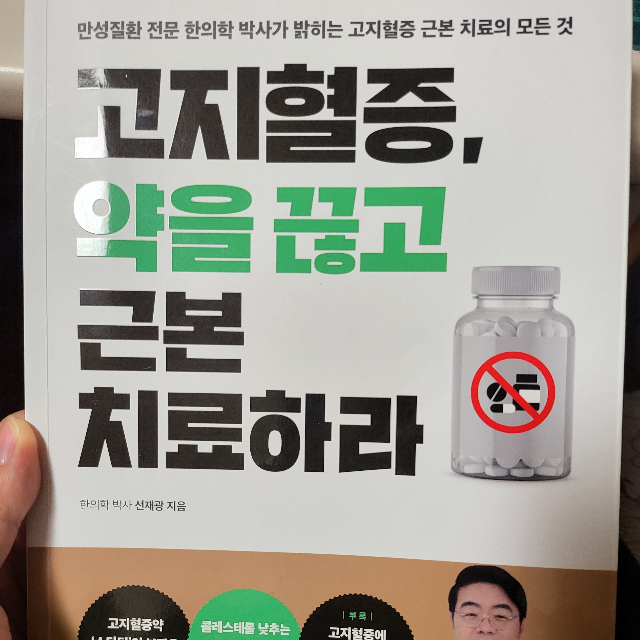 만성질환 전문 한의학 박사가 밝히는 고지혈증 근본 치료의 모든 것
고지혈증,
약을 끊고
근본
치료하라
한의학 박사 선재광 지음
고지혈증약
콜레스테롤 낮추는
| 부록 |
고지혈증에